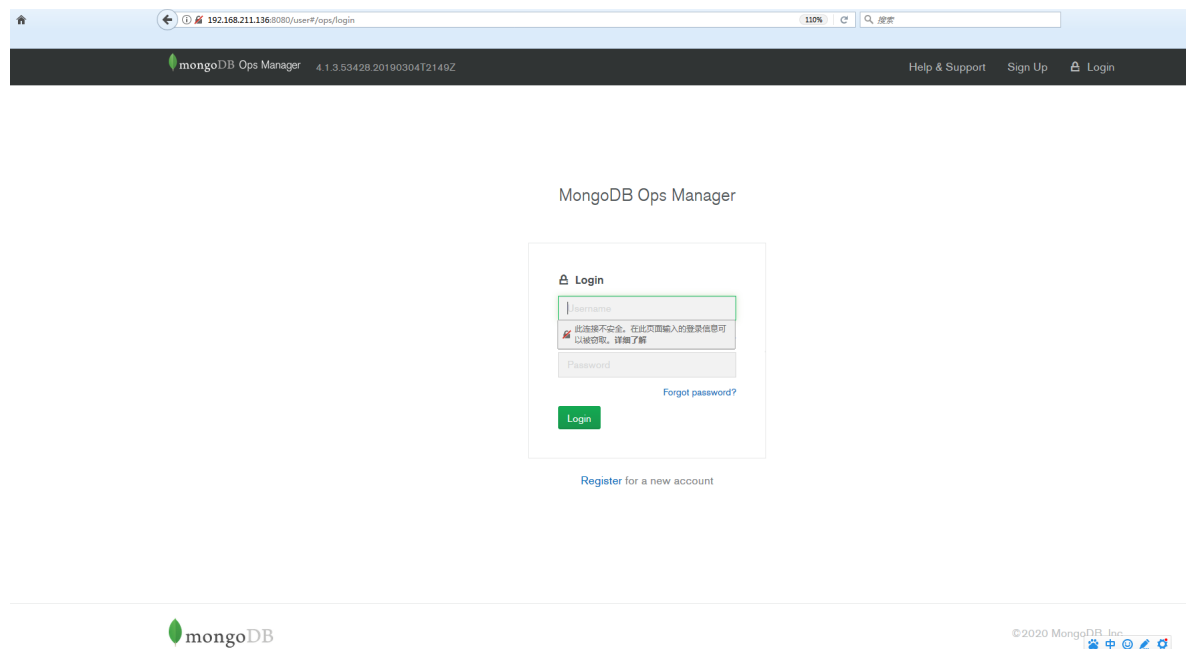 192.168.211.136:8080/user#/ops/login 110% 搜索
mongoDB Ops Manager 4.1.3.53428.20190304T2149Z Help & Support Sign Up Login
MongoDB Ops Manager
Login
Username
此连接不安全。在此页面输入的登录信息可
以被窃取。详细了解
Password
Forgot password?
Login
Register for a new account
mongoDB ©2020 MongoDB, Inc.
中